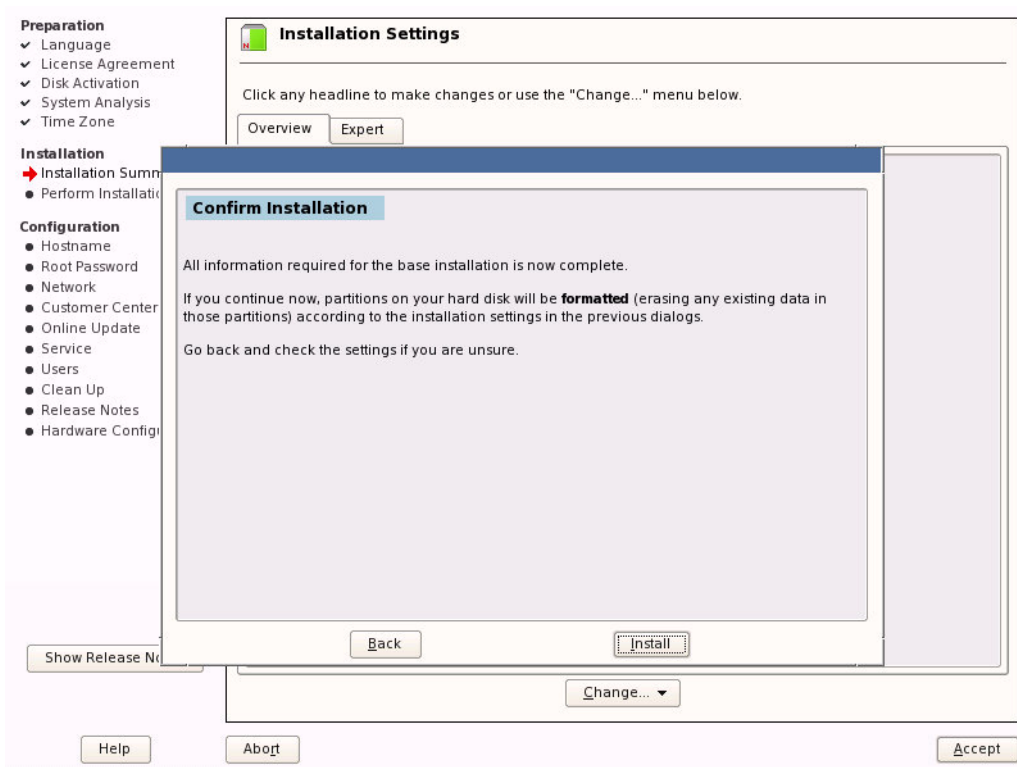 Preparation
Language
License Agreement
Disk Activation
System Analysis
Time Zone
Installation
Installation Summ
Perform Installati
Configuration
Hostname
Root Password
Network
Customer Center
Online Update
Service
Users
Clean Up
Release Notes
Hardware Config
Show Release N
Help
Installation Settings
Click any headline to make changes or use the "Change..." menu below.
Overview
Expert
Confirm Installation
All information required for the base installation is now complete.
If you continue now, partitions on your hard disk will be formatted (erasing any existing data in
those partitions) according to the installation settings in the previous dialogs.
Go back and check the settings if you are unsure.
Back
Install
Change...
Abort
Accept